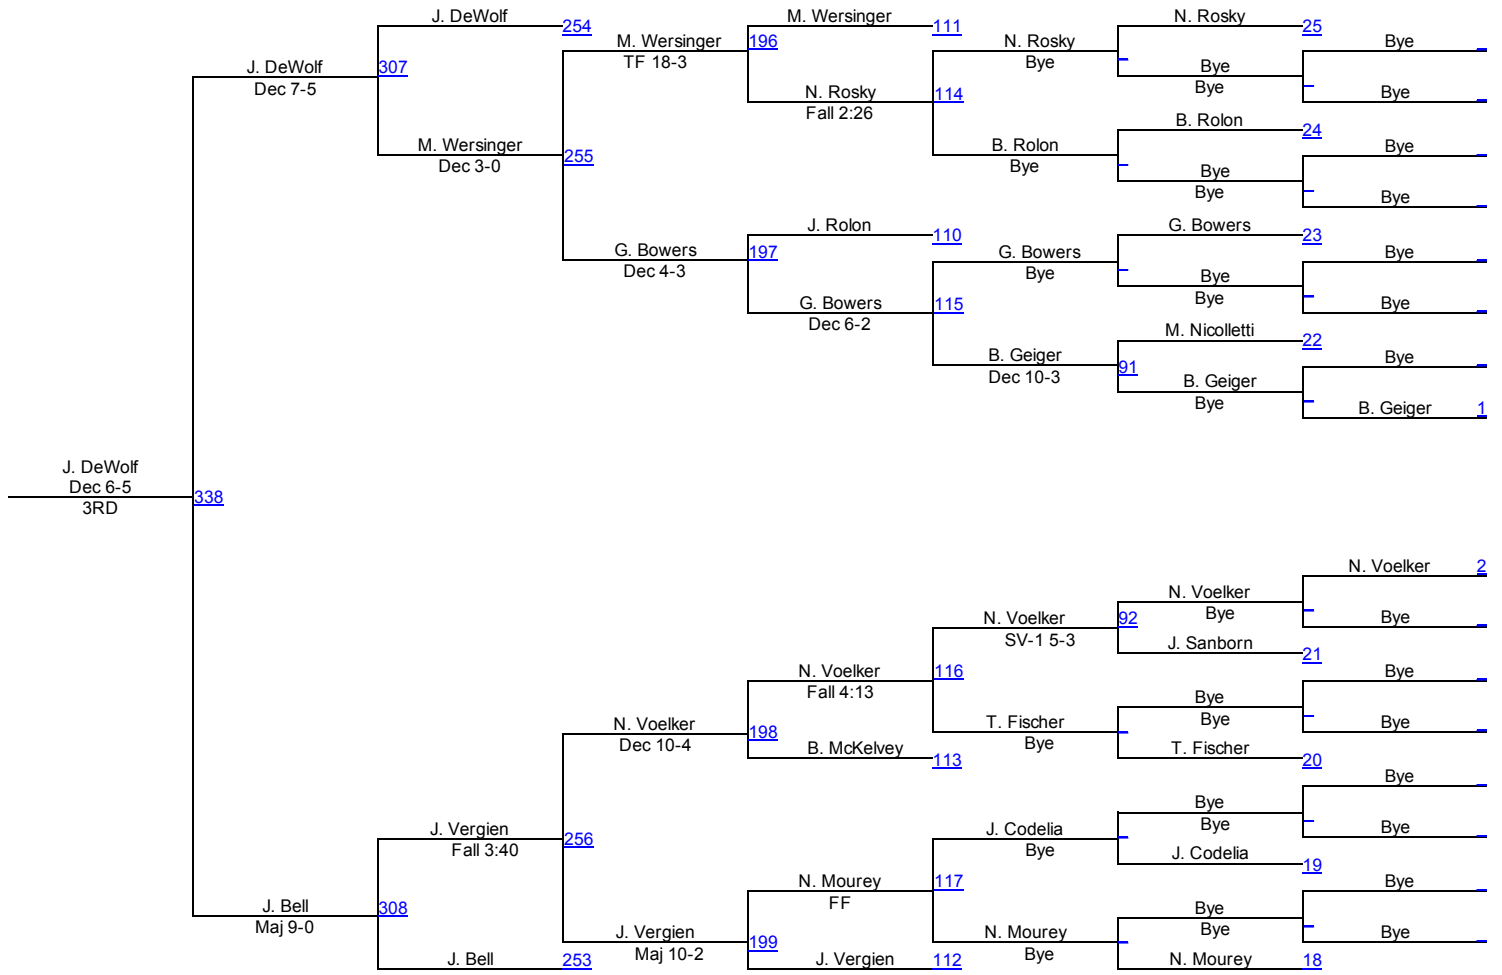 J. DeWolf
254
M. Wersinger
111
N. Rosky
25
M. Wersinger
196
N. Rosky
Bye
TF 18-3
Bye
J. DeWolf
307
Bye
Dec 7-5
Bye
N. Rosky
114
Bye
Fall 2:26
B. Rolon
24
M. Wersinger
255
B. Rolon
Bye
Dec 3-0
Bye
Bye
Bye
Bye
J. Rolon
110
G. Bowers
23
G. Bowers
197
G. Bowers
Bye
Dec 4-3
Bye
Bye
Bye
G. Bowers
115
Bye
Dec 6-2
M. Nicolletti
22
B. Geiger
91
Bye
Dec 10-3
B. Geiger
Bye
B. Geiger
1
J. DeWolf
Dec 6-5
338
3RD
N. Voelker
2
N. Voelker
N. Voelker
92
Bye
Bye
SV-1 5-3
J. Sanborn
21
N. Voelker
116
Bye
Fall 4:13
Bye
N. Voelker
198
T. Fischer
Bye
Bye
Dec 10-4
B. McKelvey
113
Bye
T. Fischer
20
Bye
Bye
J. Vergien
256
J. Codelia
Bye
Bye
Fall 3:40
Bye
J. Codelia
19
N. Mourey
117
Bye
FF
J. Bell
308
Bye
Maj 9-0
J. Vergien
199
N. Mourey
Bye
Bye
Maj 10-2
Bye
J. Bell
253
J. Vergien
112
N. Mourey
18